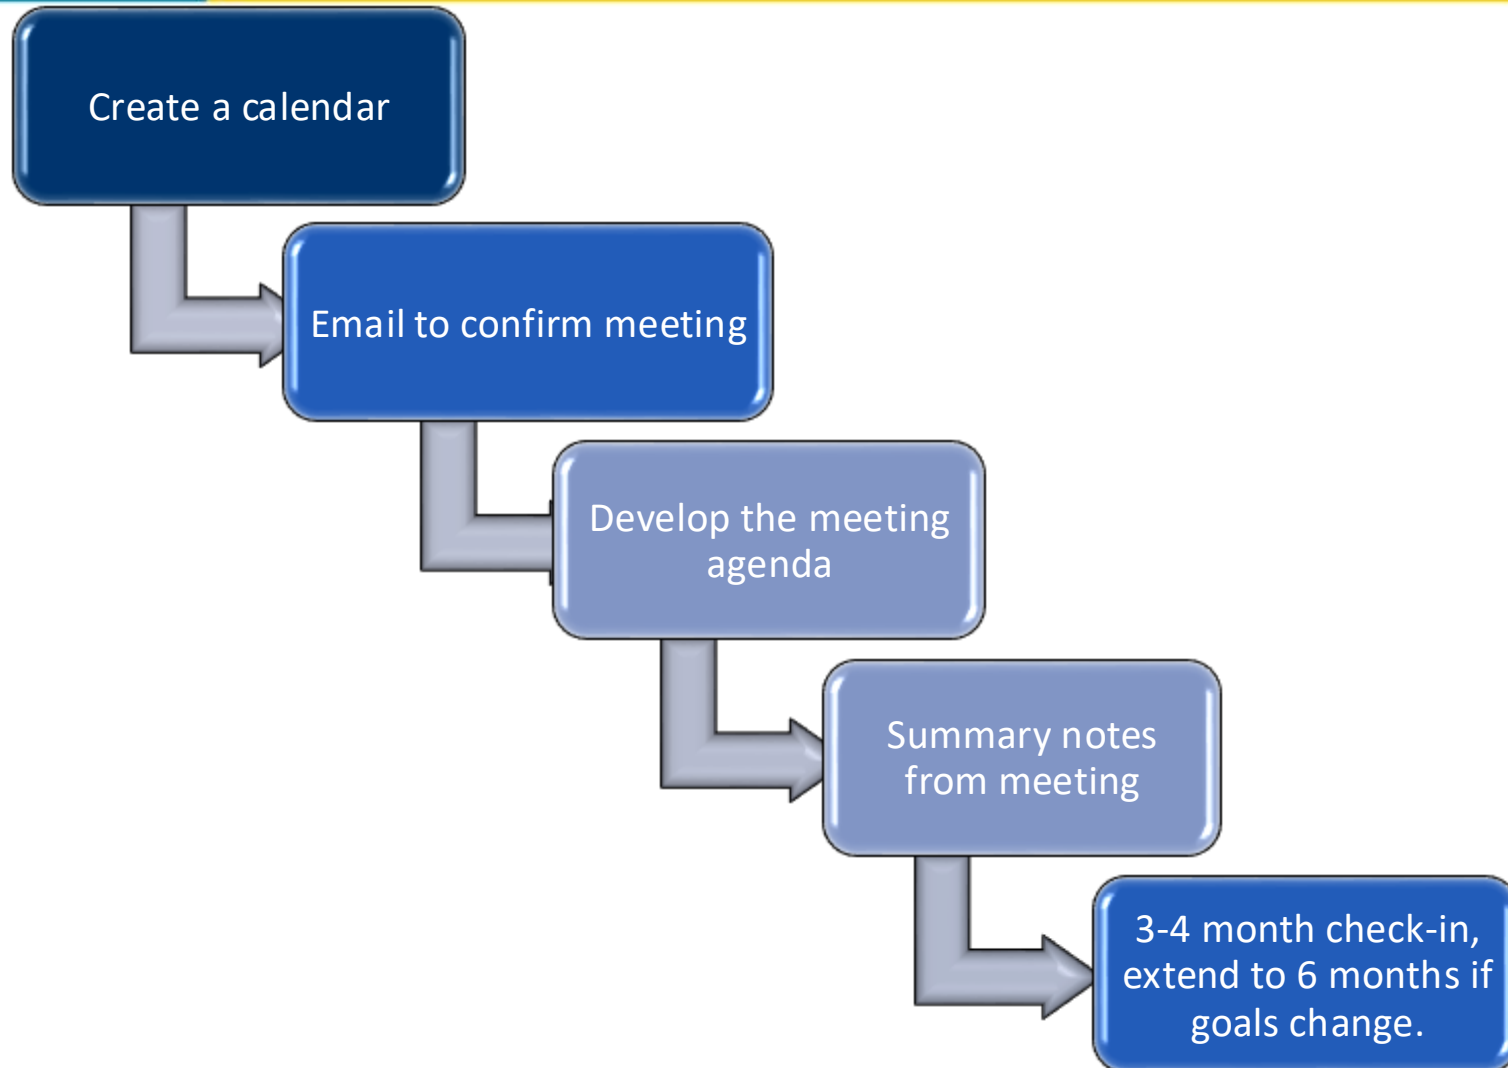 Create a calendar
Email to confirm meeting
Develop the meeting
agenda
Summary notes
from meeting
3-4 month check-in,
extend to 6 months if
goals change.